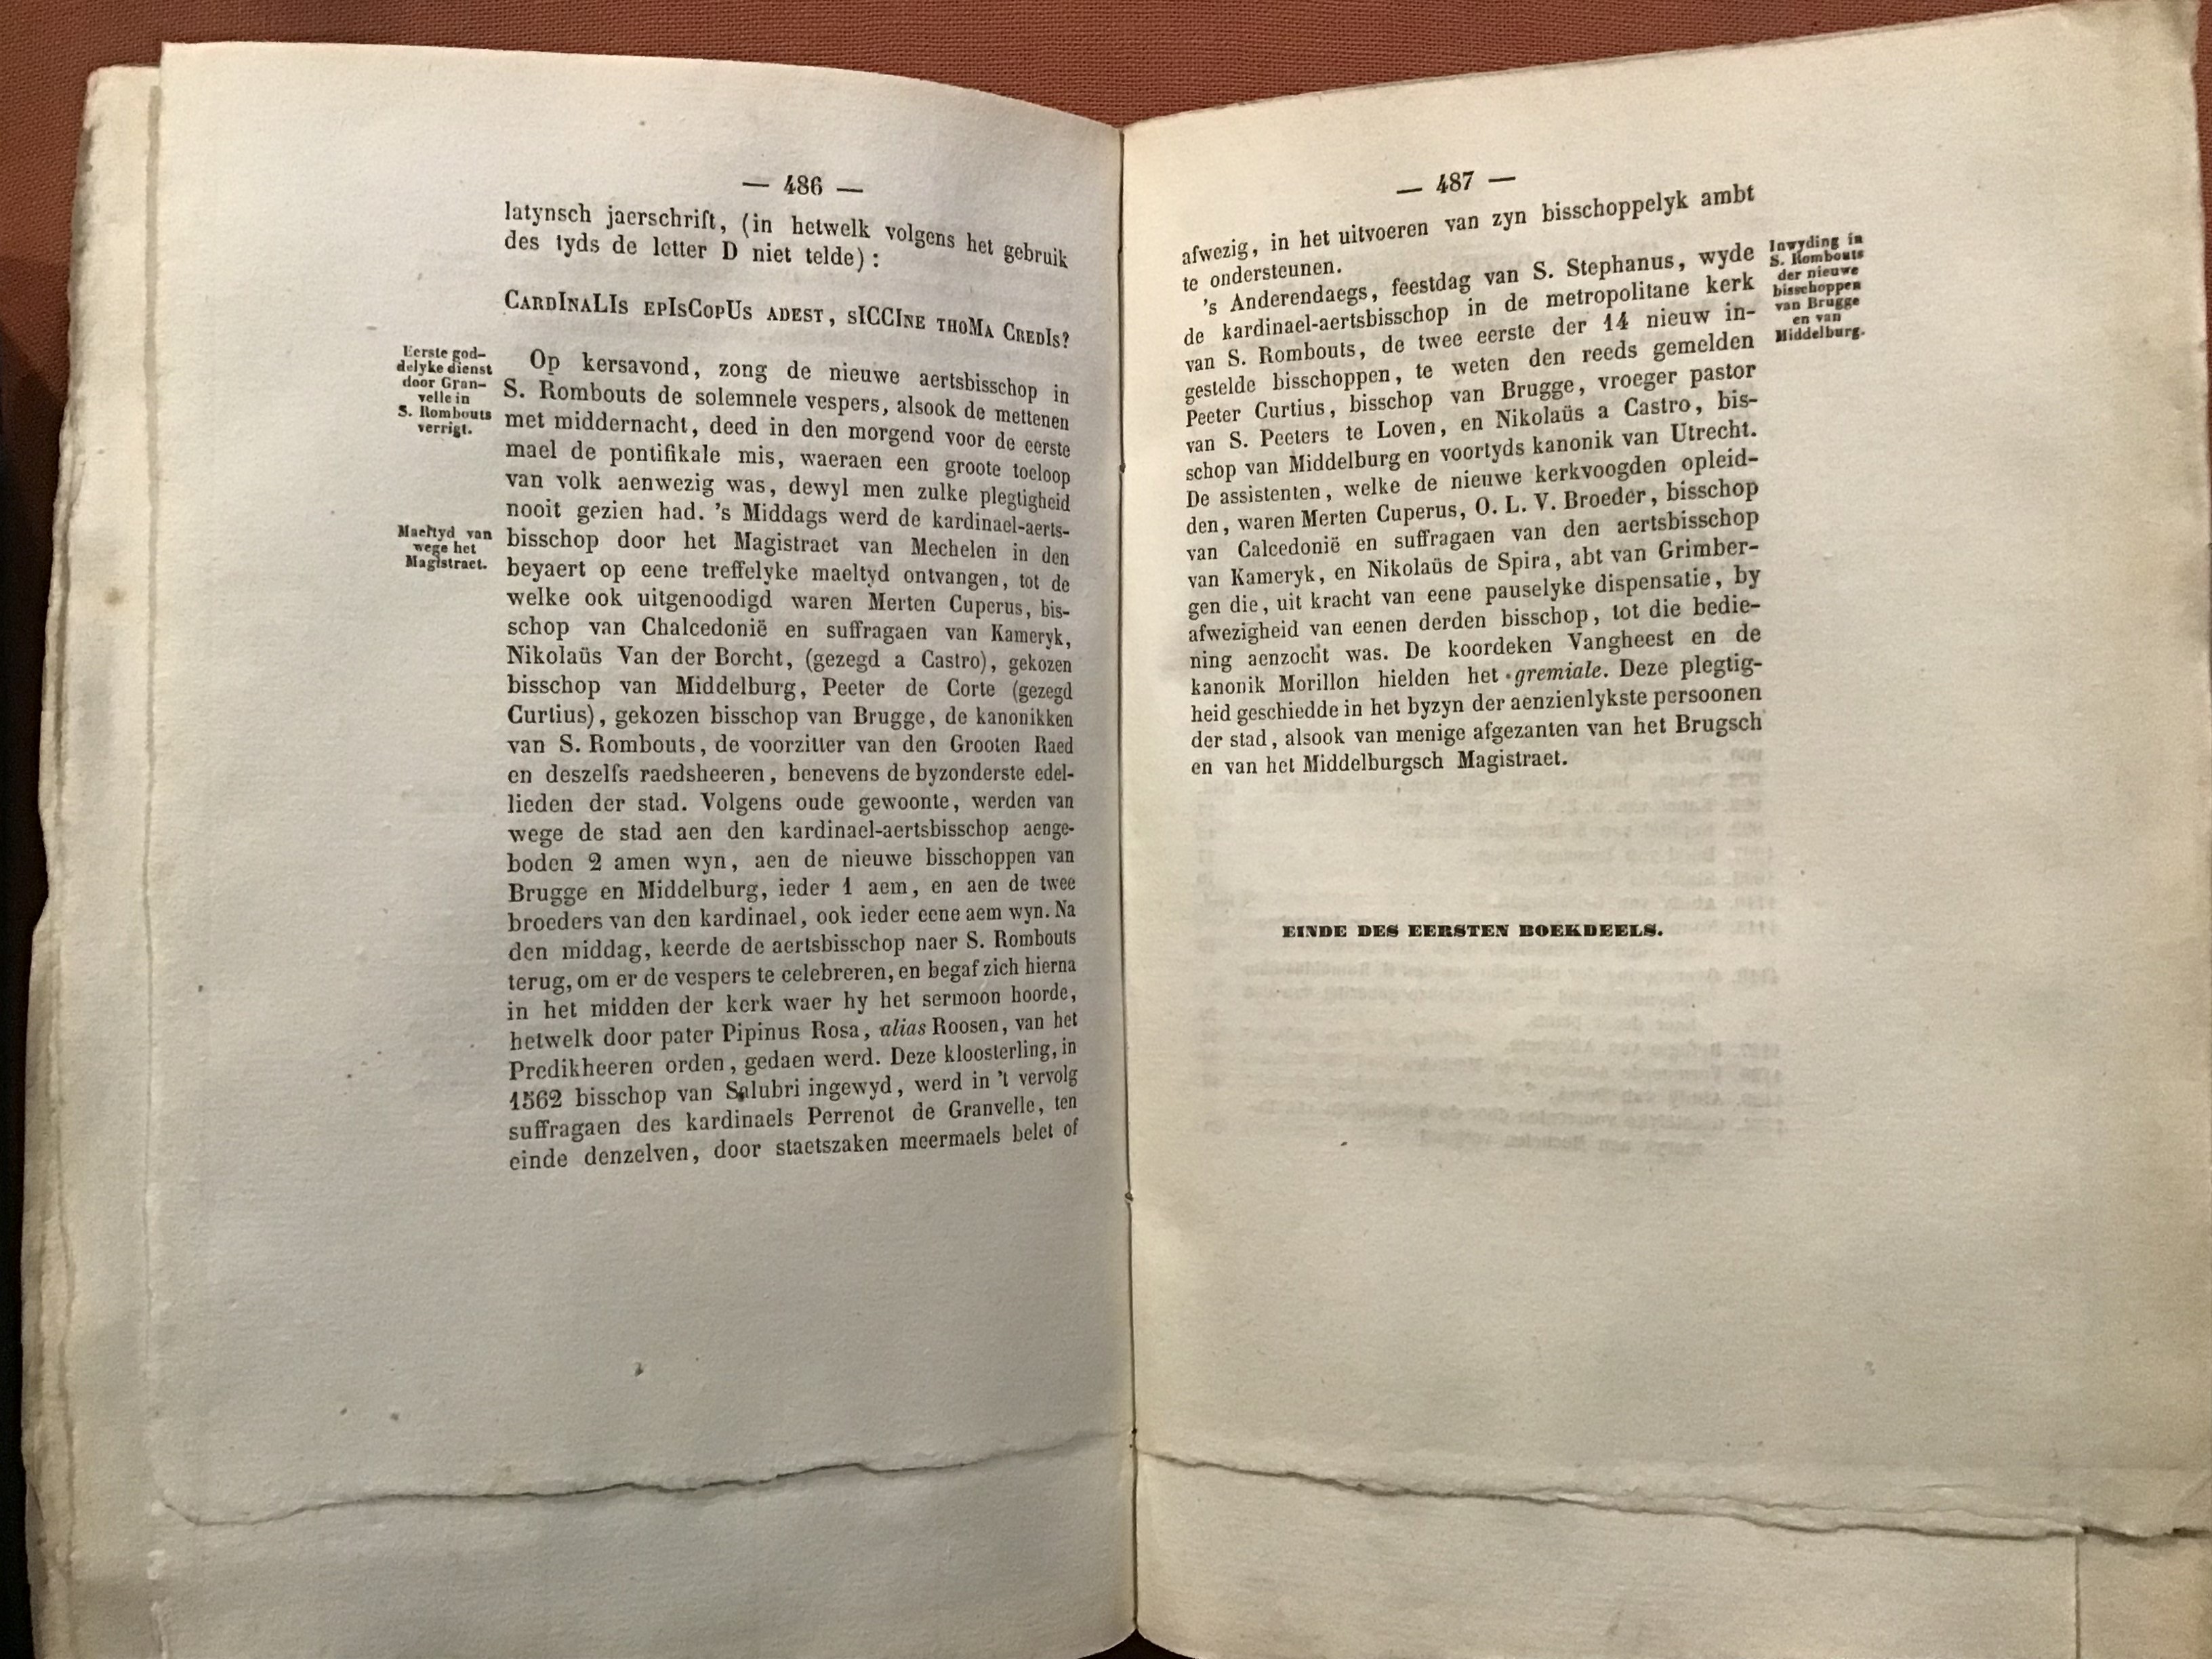 — 486 —
latynsch jaerschrift, (in hetwelk volgens het gebruik
des tyds de letter D niet telde) :
CARDINALIS EPISCOPUS ADEST, SICCINE THOMA CREDIS?
Eerste god-
delyke dienst
door Gran-
velle in
S. Rombouts
verrigt.
Op kersavond, zong de nieuwe aertsbisschop in
S. Rombouts de solemnele vespers, alsook de mettenen
met middernacht, deed in den morgend voor de eerste
mael de pontifikale mis, waeraen een groote toeloop
van volk aenwezig was, dewyl men zulke plegtigheid
nooit gezien had. 's Middags werd de kardinael-aerts-
Maeltyd van
wege het
Magistraet.
bisschop door het Magistraet van Mechelen in den
beyaert op eene treffelyke maeltyd ontvangen, tot de
welke ook uitgenoodigd waren Merten Cuperus, bis-
schop van Chalcedonië en suffragaen van Kameryk,
Nikolaüs Van der Borcht, (gezegd a Castro), gekozen
bisschop van Middelburg, Peeter de Corte (gezegd
Curtius), gekozen bisschop van Brugge, de kanonikken
van S. Rombouts, de voorzitter van den Grooten Raed
en deszelfs raedsheeren, benevens de byzonderste edel-
lieden der stad. Volgens oude gewoonte, werden van
wege de stad aen den kardinael-aertsbisschop aenge-
boden 2 amen wyn, aen de nieuwe bisschoppen van
Brugge en Middelburg, ieder 1 aem, en aen de twee
broeders van den kardinael, ook ieder eene aem wyn. Na
den middag, keerde de aertsbisschop naer S. Rombouts
terug, om er de vespers te celebreren, en begaf zich hierna
in het midden der kerk waer hy het sermoon hoorde,
hetwelk door pater Pipinus Rosa, alias Roosen, van het
Predikheeren orden, gedaen werd. Deze kloosterling, in
1562 bisschop van Salubri ingewyd, werd in 't vervolg
suffragaen des kardinaels Perrenot de Granvelle, ten
einde denzelven, door staetszaken meermaels belet of
— 487 —
afwezig, in het uitvoeren van zyn bisschoppelyk ambt
te ondersteunen.
Inwyding in
S. Rombouts
der nieuwe
bisschoppen
van Brugge
en van
Middelburg.
's Anderendaegs, feestdag van S. Stephanus, wyde
de kardinael-aertsbisschop in de metropolitane kerk
van S. Rombouts, de twee eerste der 14 nieuw in-
gestelde bisschoppen, te weten den reeds gemelden
Peeter Curtius, bisschop van Brugge, vroeger pastor
van S. Peeters te Loven, en Nikolaüs a Castro, bis-
schop van Middelburg en voortyds kanonik van Utrecht.
De assistenten, welke de nieuwe kerkvoogden opleid-
den, waren Merten Cuperus, O. L. V. Broeder, bisschop
van Calcedonië en suffragaen van den aertsbisschop
van Kameryk, en Nikolaüs de Spira, abt van Grimber-
gen die, uit kracht van eene pauselyke dispensatie, by
afwezigheid van eenen derden bisschop, tot die bedie-
ning aenzocht was. De koordeken Vangheest en de
kanonik Morillon hielden het gremiale. Deze plegtig-
heid geschiedde in het byzyn der aenzienlykste persoonen
der stad, alsook van menige afgezanten van het Brugsch
en van het Middelburgsch Magistraet.
EINDE DES EERSTEN BOEKDEELS.